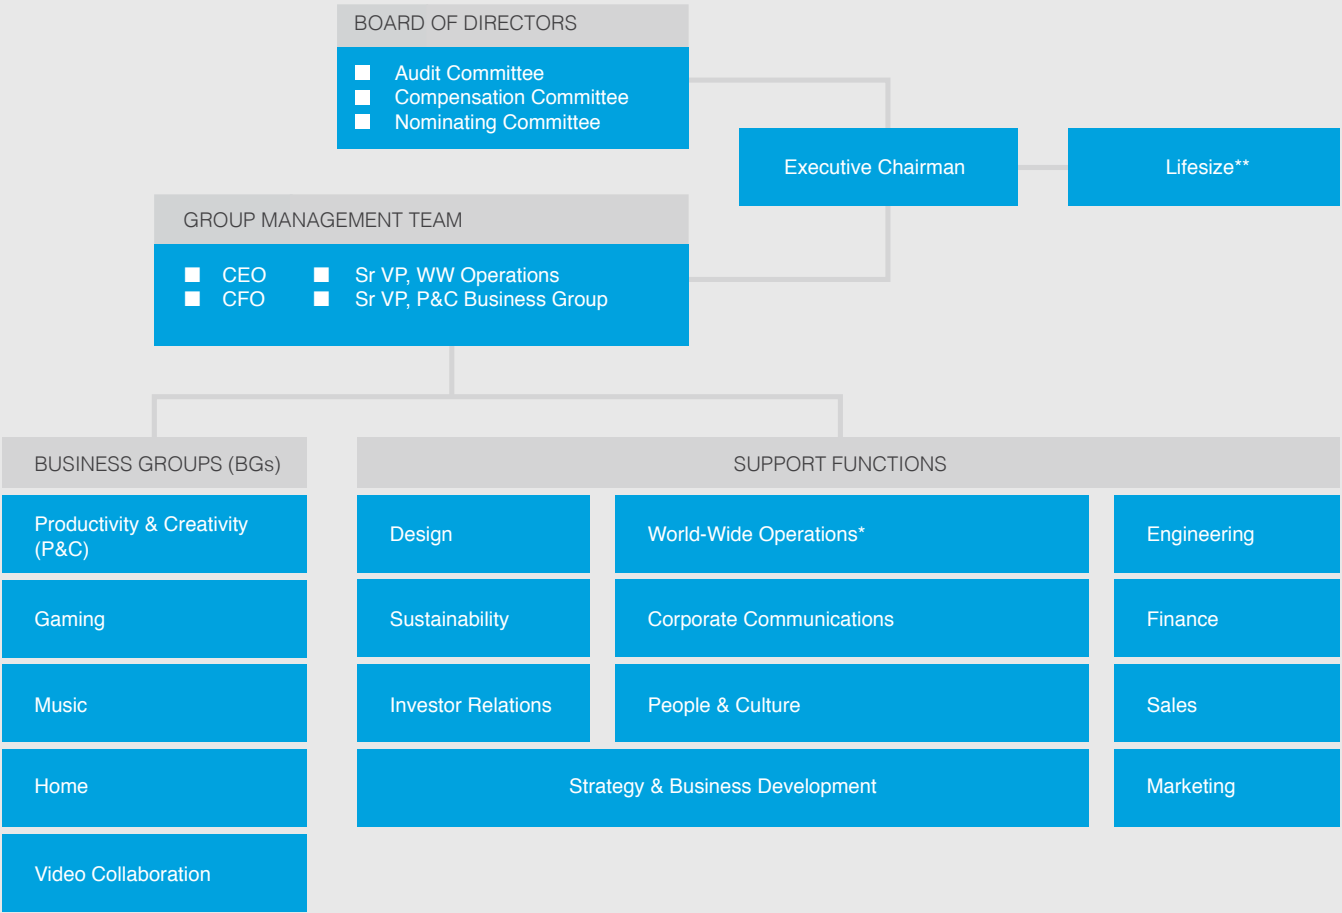 BOARD OF DIRECTORS
Audit Committee
Compensation Committee
Nominating Committee
Executive Chairman
Lifesize**
GROUP MANAGEMENT TEAM
CEO
CFO
Sr VP, WW Operations
Sr VP, P&C Business Group
BUSINESS GROUPS (BGs)
Productivity & Creativity
(P&C)
Gaming
Music
Home
Video Collaboration
SUPPORT FUNCTIONS
Design
World-Wide Operations*
Engineering
Sustainability
Corporate Communications
Finance
Investor Relations
People & Culture
Sales
Strategy & Business Development
Marketing